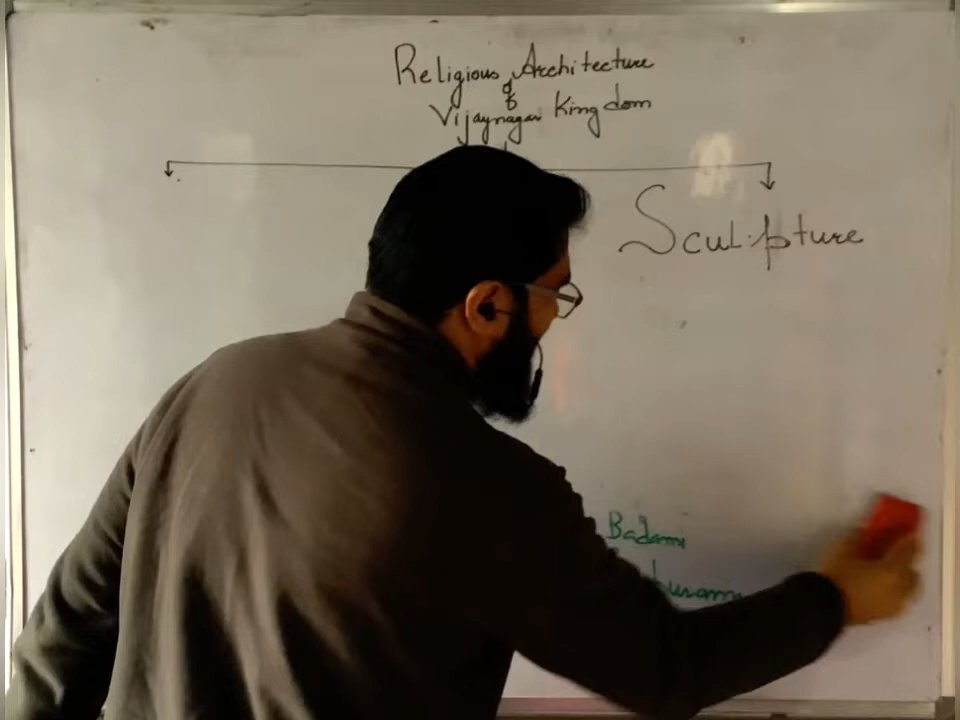 Religious Architecture
of
Vijaynagar Kingdom
Sculpture
Badami